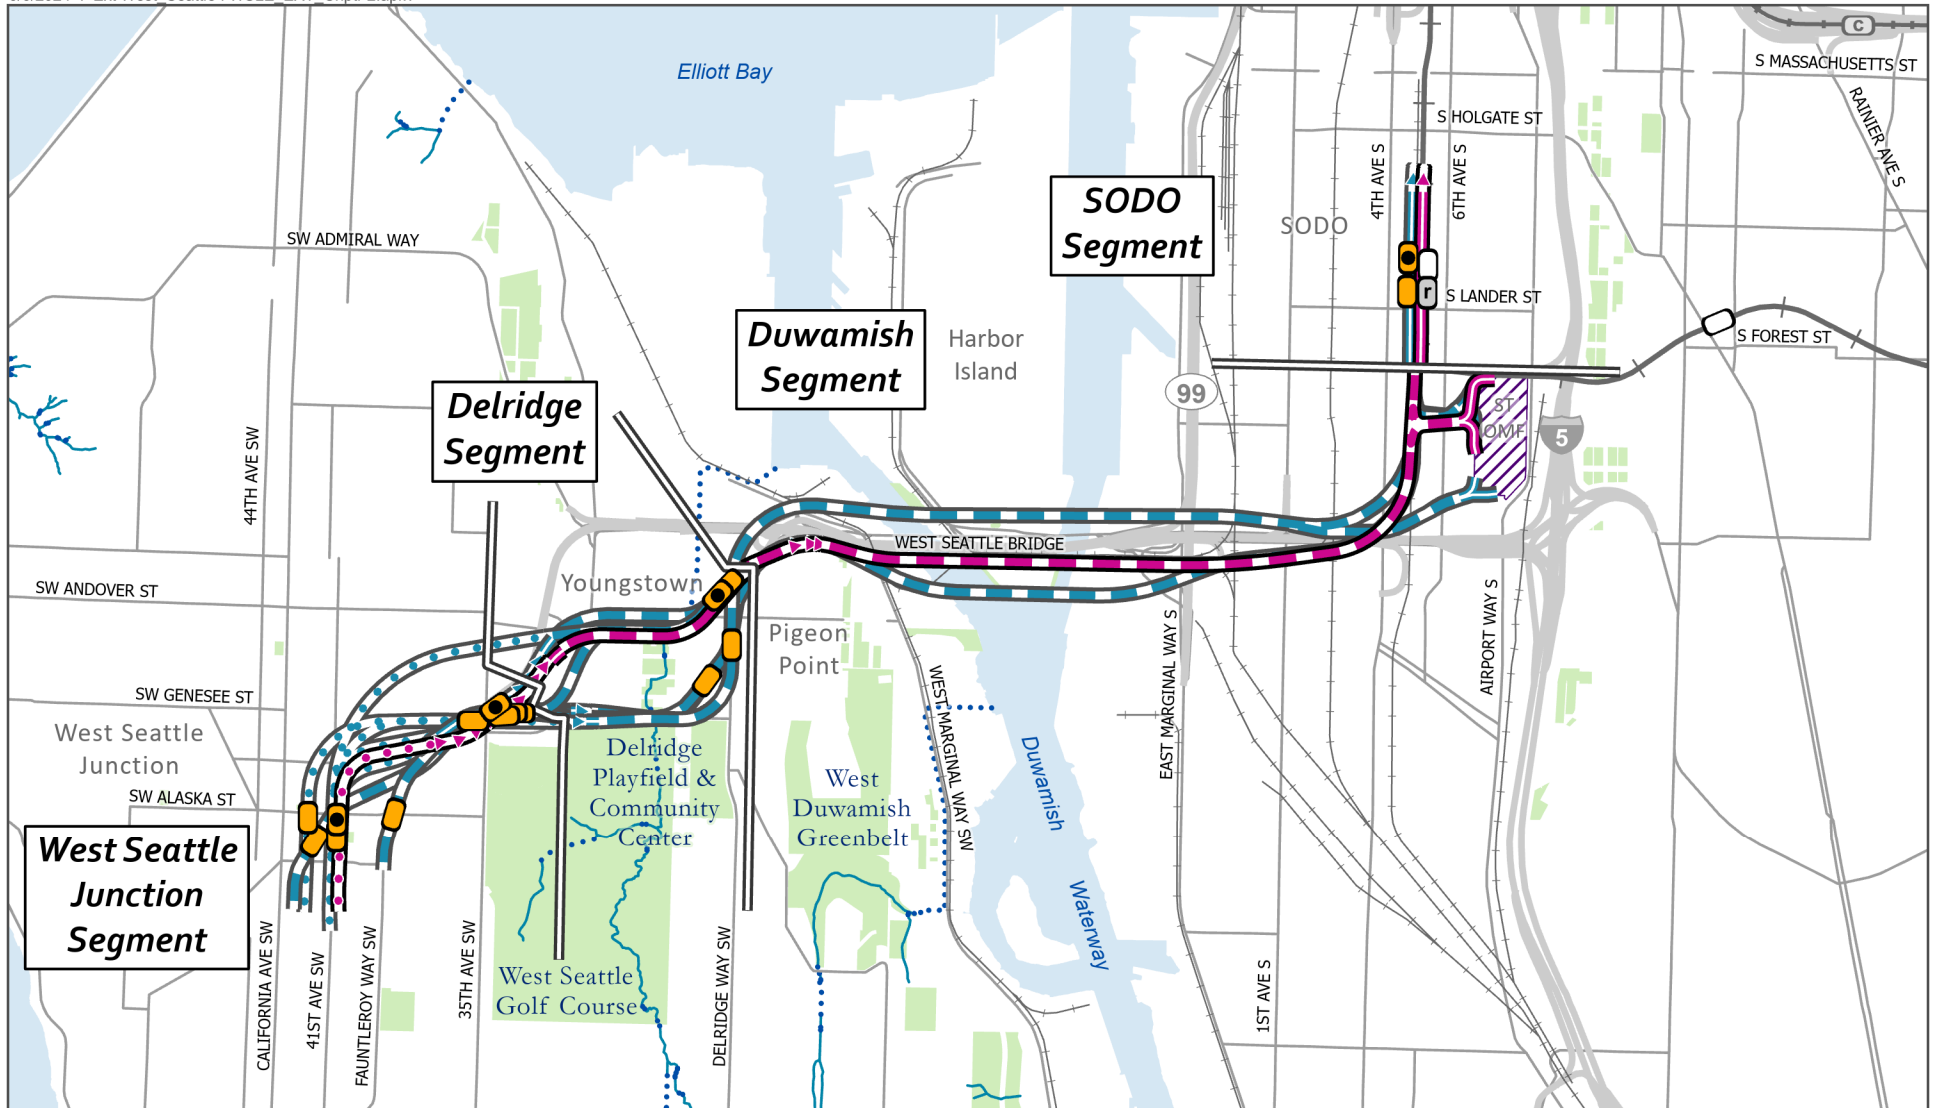 Elliott Bay
C
S MASSACHUSETTS ST
RAINIER AVE S
S HOLGATE ST
4TH AVE S
6TH AVE S
SODO
Segment
SODO
SW ADMIRAL WAY
r
S LANDER ST
Duwamish
Segment
Harbor
Island
S FOREST ST
99
Delridge
Segment
ST
OMF
5
44TH AVE SW
WEST SEATTLE BRIDGE
Youngstown
SW ANDOVER ST
Pigeon
Point
AIRPORT WAY S
EAST MARGINAL WAY S
WEST MARGINAL WAY SW
SW GENESEE ST
West Seattle
Junction
SW ALASKA ST
Delridge
Playfield &
Community
Center
West
Duwamish
Greenbelt
Duwamish
Waterway
West Seattle
Junction
Segment
West Seattle
Golf Course
CALIFORNIA AVE SW
41ST AVE SW
FAUNTLEROY WAY SW
35TH AVE SW
DELRIDGE WAY SW
1ST AVE S